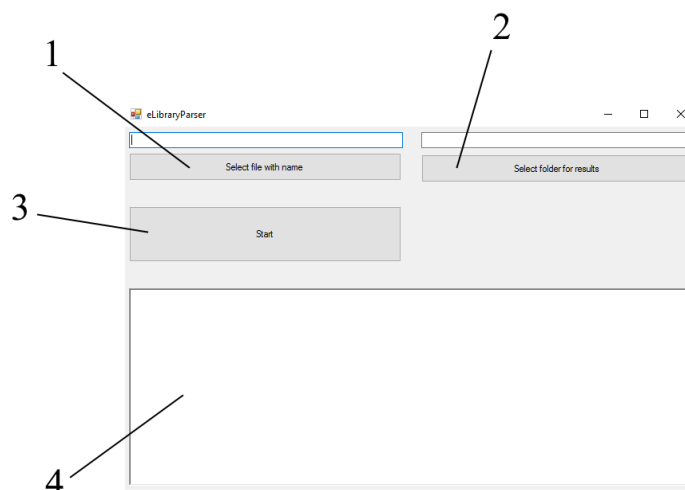 2
1
eLibraryParser
Select file with name
Select folder for results
3
Start
4